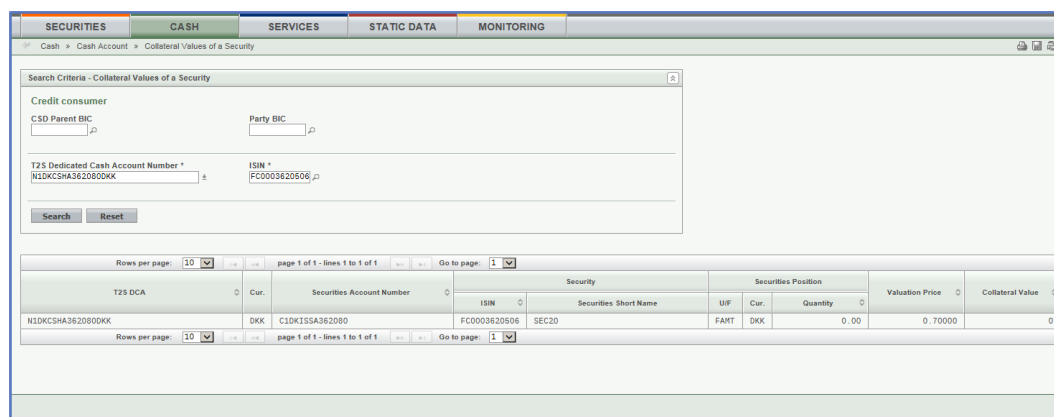 SECURITIES CASH SERVICES STATIC DATA MONITORING
Cash » Cash Account » Collateral Values of a Security
Search Criteria - Collateral Values of a Security
Credit consumer
CSD Parent BIC Party BIC
T2S Dedicated Cash Account Number * ISIN *
N1DKCSHA362080DKK FC0003620506
Search Reset
Rows per page: 10 page 1 of 1 - lines 1 to 1 of 1 Go to page: 1
Security Securities Position
T2S DCA Cur. Securities Account Number Valuation Price Collateral Value
ISIN Securities Short Name U/F Cur. Quantity
N1DKCSHA362080DKK DKK C1DKISSA362080 FC0003620506 SEC20 FAMT DKK 0.00 0.70000 0
Rows per page: 10 page 1 of 1 - lines 1 to 1 of 1 Go to page: 1